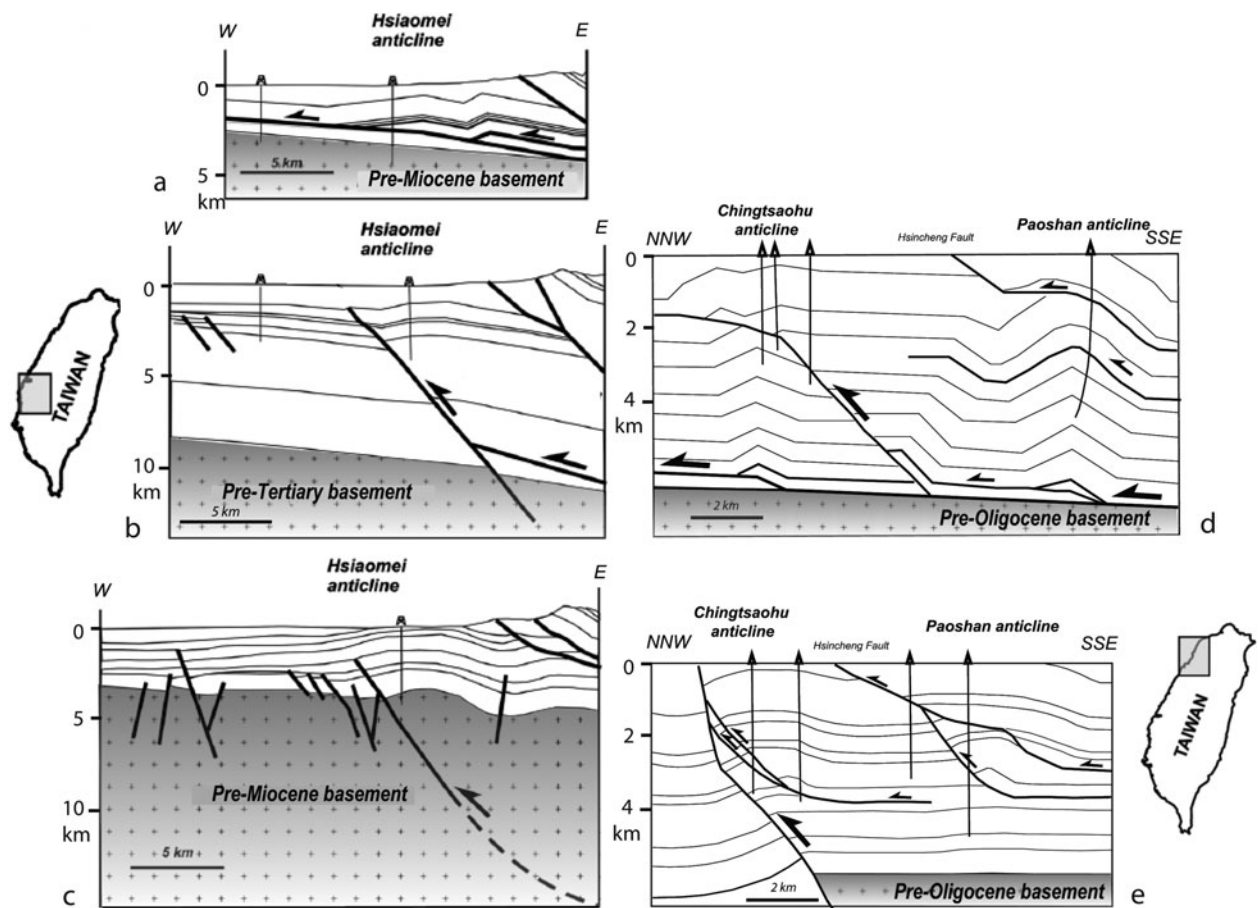 Hsiaomei
anticline
W
E
0
5 km
5
km
Pre-Miocene basement
a
Hsiaomei
anticline
W
E
0
5
10
km
Pre-Tertiary basement
5 km
b
TAIWAN
Chingtsaohu
anticline
Hsincheng Fault
Paoshan anticline
NNW
SSE
0
2
4
km
2 km
Pre-Oligocene basement
d
Hsiaomei
anticline
W
E
0
5
10
km
Pre-Miocene basement
5 km
c
Chingtsaohu
anticline
Hsincheng Fault
Paoshan anticline
NNW
SSE
0
2
4
km
2 km
Pre-Oligocene basement
e
TAIWAN